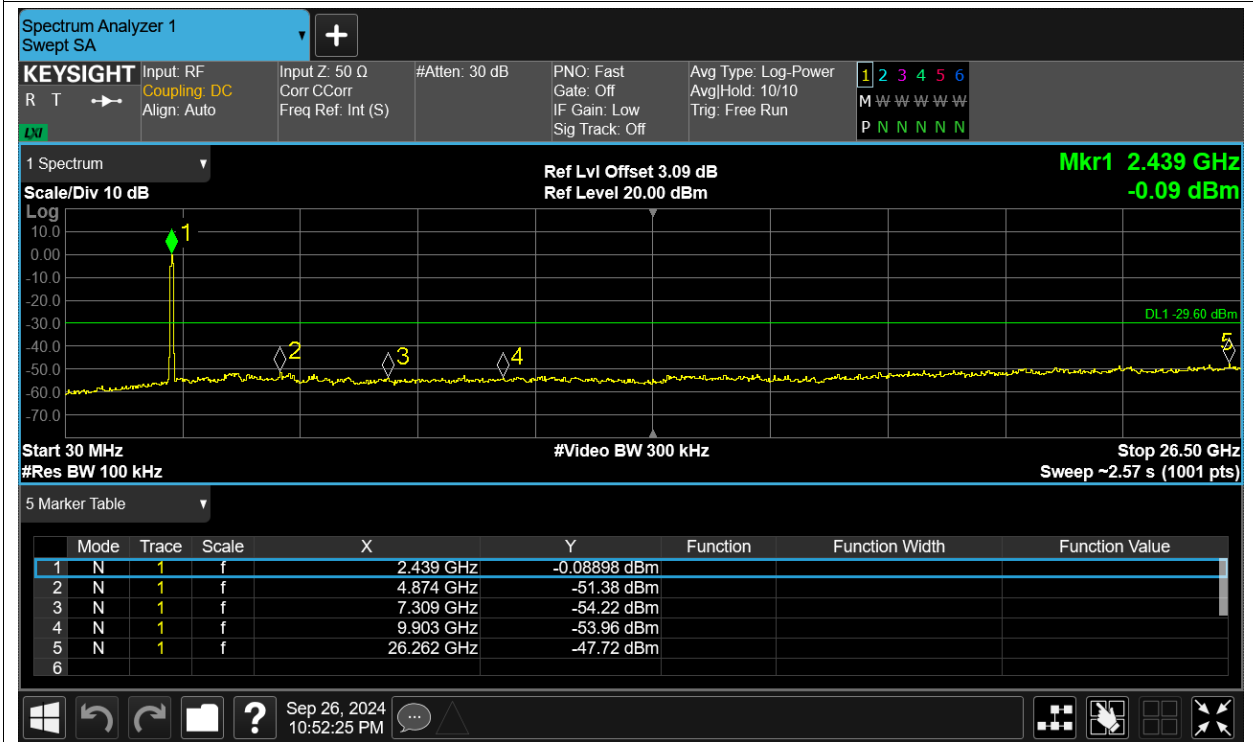 Spectrum Analyzer 1
Swept SA
+
KEYSIGHT Input: RF Input Z: 50 Ω #Atten: 30 dB PNO: Fast Avg Type: Log-Power 1 2 3 4 5 6
R T Coupling: DC Corr CCorr Gate: Off Avg|Hold: 10/10 M W W W W W W
Align: Auto Freq Ref: Int (S) IF Gain: Low Trig: Free Run
LXI Sig Track: Off P N N N N N N
1 Spectrum Ref Lvl Offset 3.09 dB Mkr1 2.439 GHz
Scale/Div 10 dB Ref Level 20.00 dBm -0.09 dBm
Log
10.0 1
0.00
-10.0
-20.0
-30.0 DL1 -29.60 dBm
-40.0 2 3 4 5
-50.0
-60.0
-70.0
Start 30 MHz #Video BW 300 kHz Stop 26.50 GHz
#Res BW 100 kHz Sweep ~2.57 s (1001 pts)
5 Marker Table
Mode Trace Scale X Y Function Function Width Function Value
1 N 1 f 2.439 GHz -0.08898 dBm
2 N 1 f 4.874 GHz -51.38 dBm
3 N 1 f 7.309 GHz -54.22 dBm
4 N 1 f 9.903 GHz -53.96 dBm
5 N 1 f 26.262 GHz -47.72 dBm
6
? Sep 26, 2024
10:52:25 PM